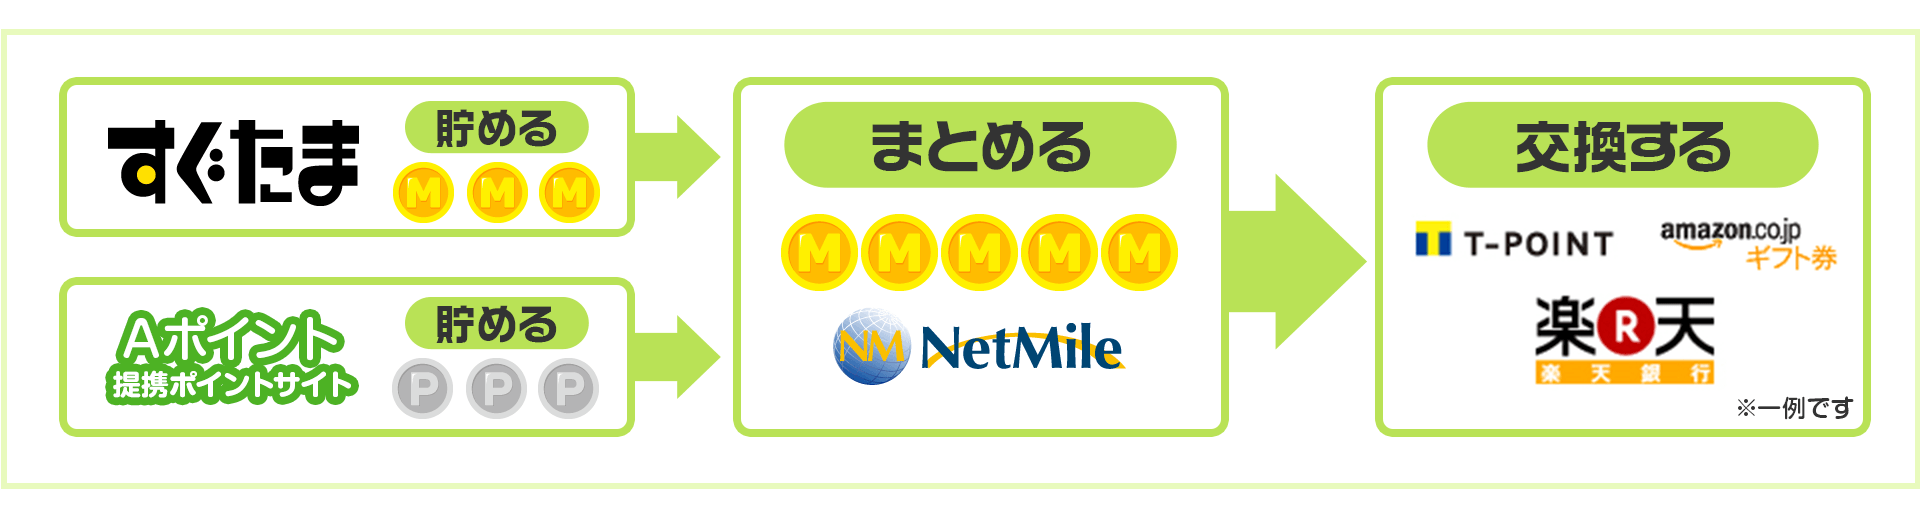 すぐたま
貯める
M M M
Aポイント
提携ポイントサイト
貯める
P P P
まとめる
M M M M M
NM NetMile
交換する
T-POINT
amazon.co.jp
ギフト券
楽R天
楽天銀行
※一例です